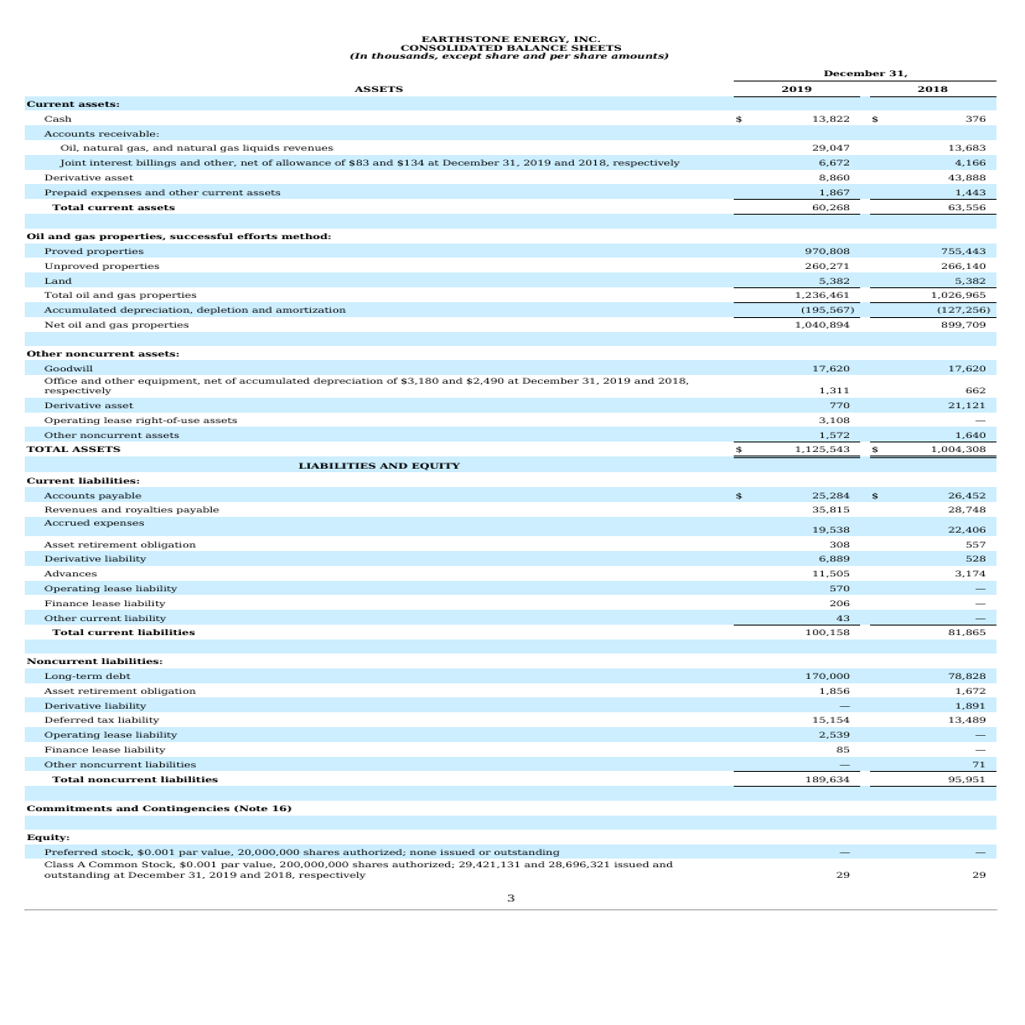 EARTHSTONE ENERGY, INC.
CONSOLIDATED BALANCE SHEETS
(In thousands, except share and per share amounts)
December 31,
ASSETS 2019 2018
Current assets:
Cash $ 13,822 $ 376
Accounts receivable:
Oil, natural gas, and natural gas liquids revenues 29,047 13,683
Joint interest billings and other, net of allowance of $83 and $134 at December 31, 2019 and 2018, respectively 6,672 4,166
Derivative asset 8,860 43,888
Prepaid expenses and other current assets 1,867 1,443
Total current assets 60,268 63,556
Oil and gas properties, successful efforts method:
Proved properties 970,808 755,443
Unproved properties 260,271 266,140
Land 5,382 5,382
Total oil and gas properties 1,236,461 1,026,965
Accumulated depreciation, depletion and amortization (195,567) (127,256)
Net oil and gas properties 1,040,894 899,709
Other noncurrent assets:
Goodwill 17,620 17,620
Office and other equipment, net of accumulated depreciation of $3,180 and $2,490 at December 31, 2019 and 2018,
respectively 1,311 662
Derivative asset 770 21,121
Operating lease right-of-use assets 3,108 —
Other noncurrent assets 1,572 1,640
TOTAL ASSETS $ 1,125,543 $ 1,004,308
LIABILITIES AND EQUITY
Current liabilities:
Accounts payable $ 25,284 $ 26,452
Revenues and royalties payable 35,815 28,748
Accrued expenses 19,538 22,406
Asset retirement obligation 308 557
Derivative liability 6,889 528
Advances 11,505 3,174
Operating lease liability 570 —
Finance lease liability 206 —
Other current liability 43 —
Total current liabilities 100,158 81,865
Noncurrent liabilities:
Long-term debt 170,000 78,828
Asset retirement obligation 1,856 1,672
Derivative liability — 1,891
Deferred tax liability 15,154 13,489
Operating lease liability 2,539 —
Finance lease liability 85 —
Other noncurrent liabilities — 71
Total noncurrent liabilities 189,634 95,951
Commitments and Contingencies (Note 16)
Equity:
Preferred stock, $0.001 par value, 20,000,000 shares authorized; none issued or outstanding — —
Class A Common Stock, $0.001 par value, 200,000,000 shares authorized; 29,421,131 and 28,696,321 issued and
outstanding at December 31, 2019 and 2018, respectively 29 29
3